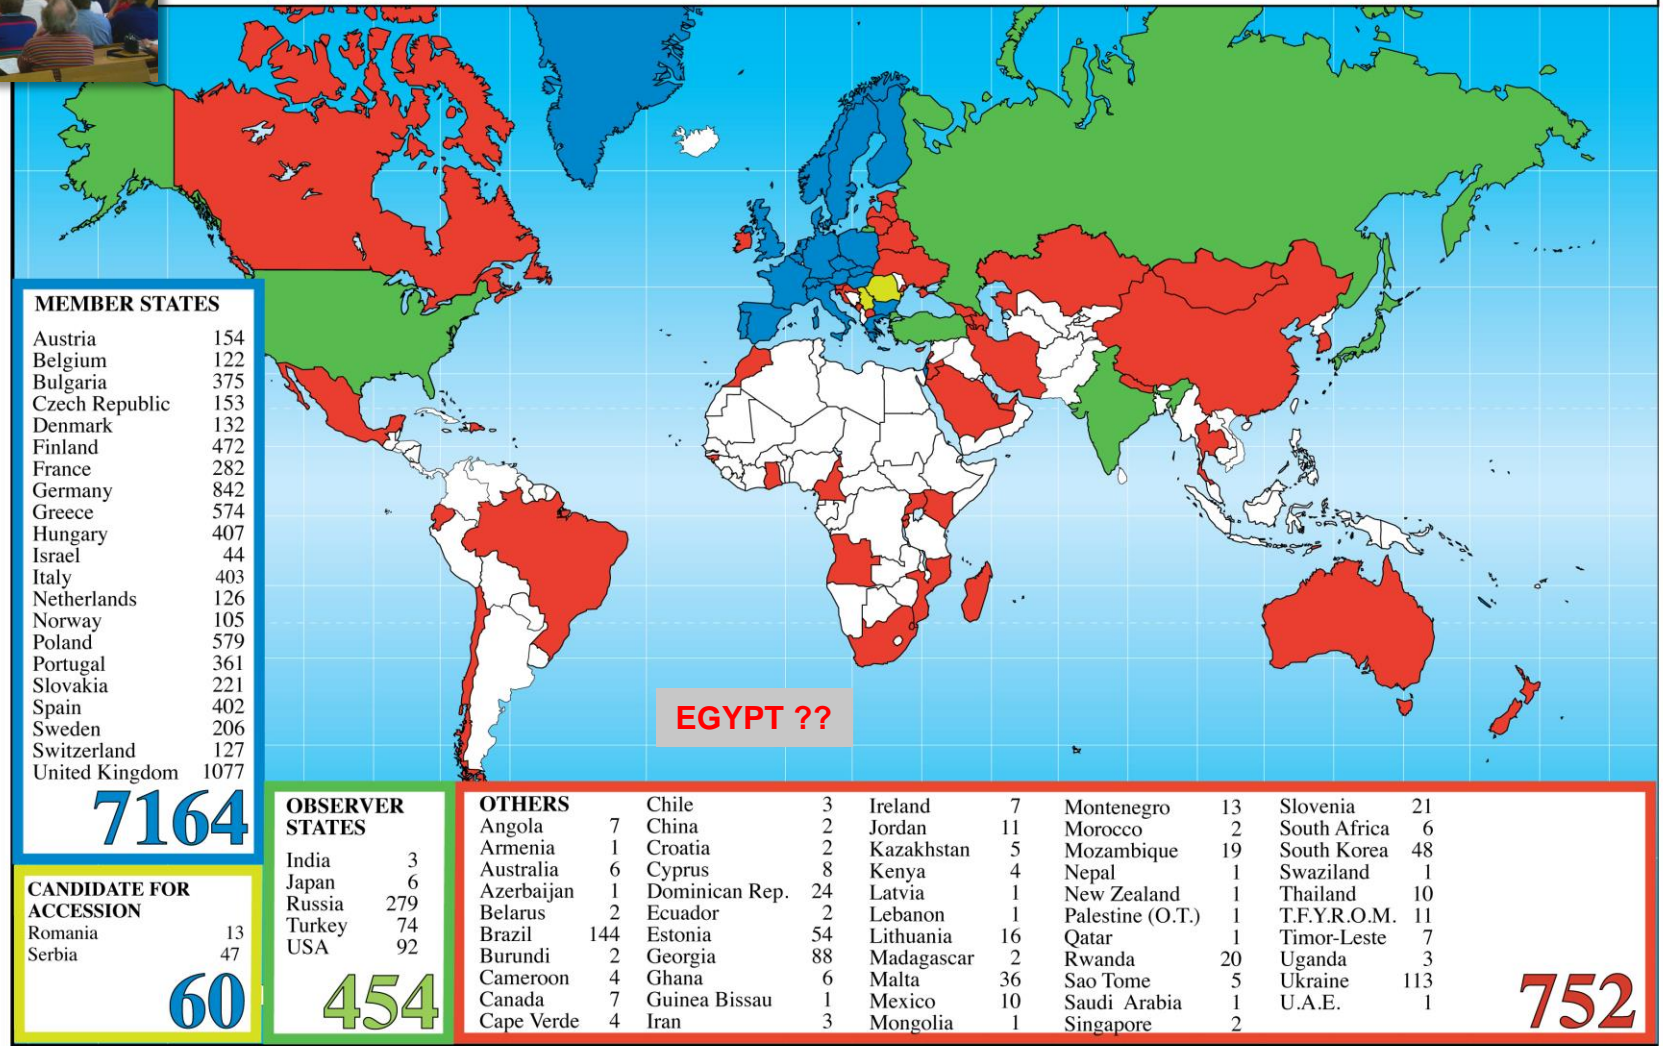 EGYPT ??
MEMBER STATES
Austria 154
Belgium 122
Bulgaria 375
Czech Republic 153
Denmark 132
Finland 472
France 282
Germany 842
Greece 574
Hungary 407
Israel 44
Italy 403
Netherlands 126
Norway 105
Poland 579
Portugal 361
Slovakia 221
Spain 402
Sweden 206
Switzerland 127
United Kingdom 1077
7164
CANDIDATE FOR
ACCESSION
Romania 13
Serbia 47
60
OBSERVER
STATES
India 3
Japan 6
Russia 279
Turkey 74
USA 92
454
OTHERS
Angola 7
Armenia 1
Australia 6
Azerbaijan 1
Belarus 2
Brazil 144
Burundi 2
Cameroon 4
Canada 7
Cape Verde 4
Chile 3
China 2
Croatia 2
Cyprus 8
Dominican Rep. 24
Ecuador 2
Estonia 54
Georgia 88
Ghana 6
Guinea Bissau 1
Iran 3
Ireland 7
Jordan 11
Kazakhstan 5
Kenya 4
Latvia 1
Lebanon 1
Lithuania 16
Madagascar 2
Malta 36
Mexico 10
Mongolia 1
Montenegro 13
Morocco 2
Mozambique 19
Nepal 1
New Zealand 1
Palestine (O.T.) 1
Qatar 1
Rwanda 20
Sao Tome 5
Saudi Arabia 1
Singapore 2
Slovenia 21
South Africa 6
South Korea 48
Swaziland 1
Thailand 10
T.F.Y.R.O.M. 11
Timor-Leste 7
Uganda 3
Ukraine 113
U.A.E. 1
752